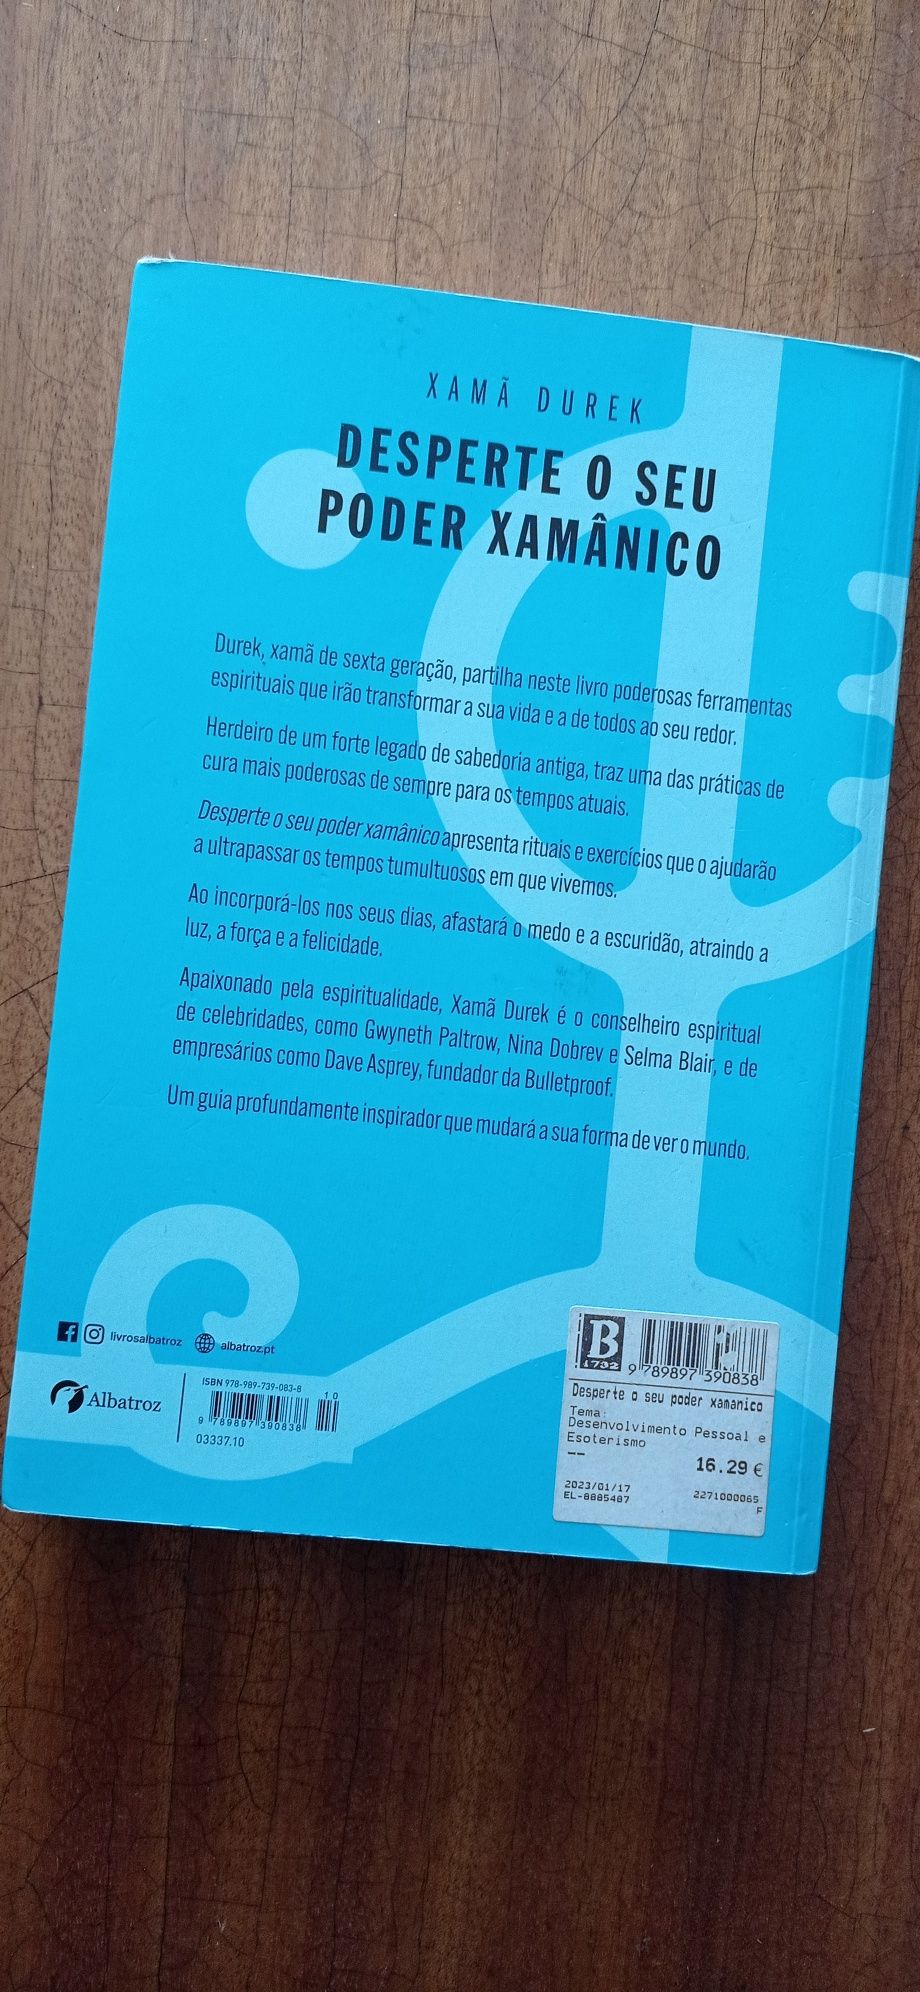 XAMÃ DUREK
DESPERTE O SEU
PODER XAMÂNICO
Durek, xamã de sexta geração, partilha neste livro poderosas ferramentas
espirituais que irão transformar a sua vida e a de todos ao seu redor.
Herdeiro de um forte legado de sabedoria antiga, traz uma das práticas de
cura mais poderosas de sempre para os tempos atuais.
Desperte o seu poder xamânico apresenta rituais e exercícios que o ajudarão
a ultrapassar os tempos tumultuosos em que vivemos.
Ao incorporá-los nos seus dias, afastará o medo e a escuridão, atraindo a
luz, a força e a felicidade.
Apaixonado pela espiritualidade, Xamã Durek é o conselheiro espiritual
de celebridades, como Gwyneth Paltrow, Nina Dobrev e Selma Blair, e de
empresários como Dave Asprey, fundador da Bulletproof.
Um guia profundamente inspirador que mudará a sua forma de ver o mundo.
livrosalbatroz albatroz.pt
Albatroz
ISBN 978-989-739-083-8
10
9 789897 390838
03337.10
B
1732
9 789897 390838
Desperte o seu poder xamanico
Tema:
Desenvolvimento Pessoal e
Esoterismo
--
16.29 €
2023/01/17
EL-8885487 2271000065
F